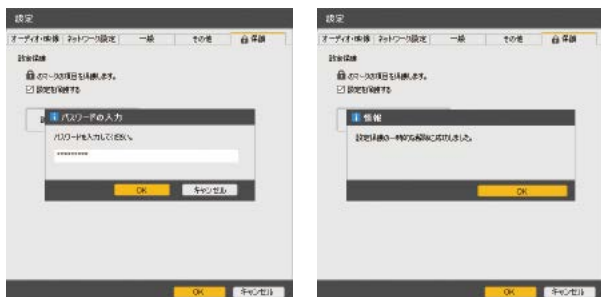 設定
オーディオ・映像 ネットワーク設定 一般 その他 保護
設定保護
のマークの項目を保護します。
設定を保護する
パスワードの入力
パスワードを入力してください。
**********
OK キャンセル
OK キャンセル
設定
オーディオ・映像 ネットワーク設定 一般 その他 保護
設定保護
のマークの項目を保護します。
設定を保護する
情報
設定保護の一時的な解除に成功しました。
OK
OK キャンセル